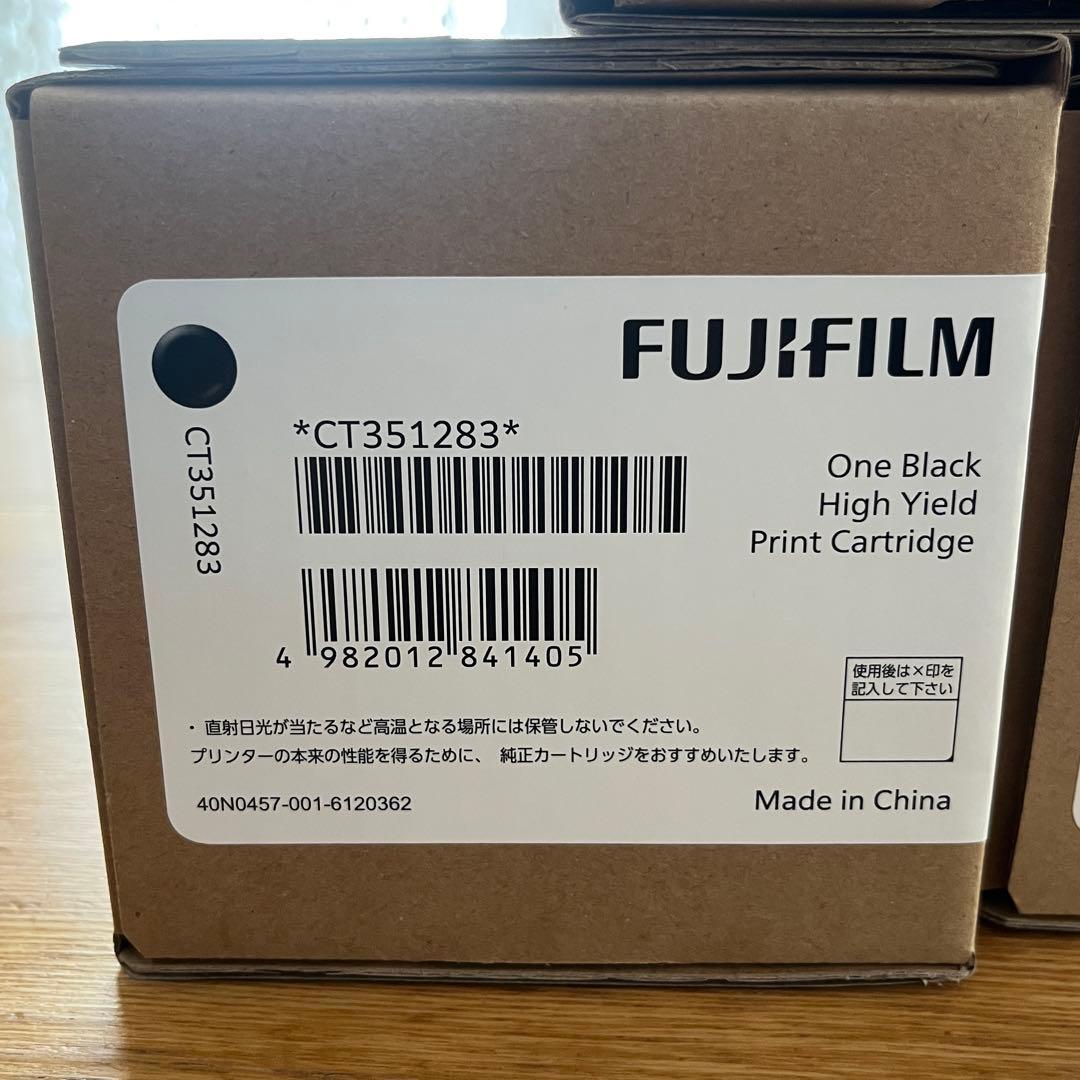 FUJIFILM
CT351283
*CT351283*
One Black
High Yield
Print Cartridge
4 982012 841405
使用後は×印を
記入して下さい
・直射日光が当たるなど高温となる場所には保管しないでください。
プリンターの本来の性能を得るために、 純正カートリッジをおすすめいたします。
40N0457-001-6120362
Made in China